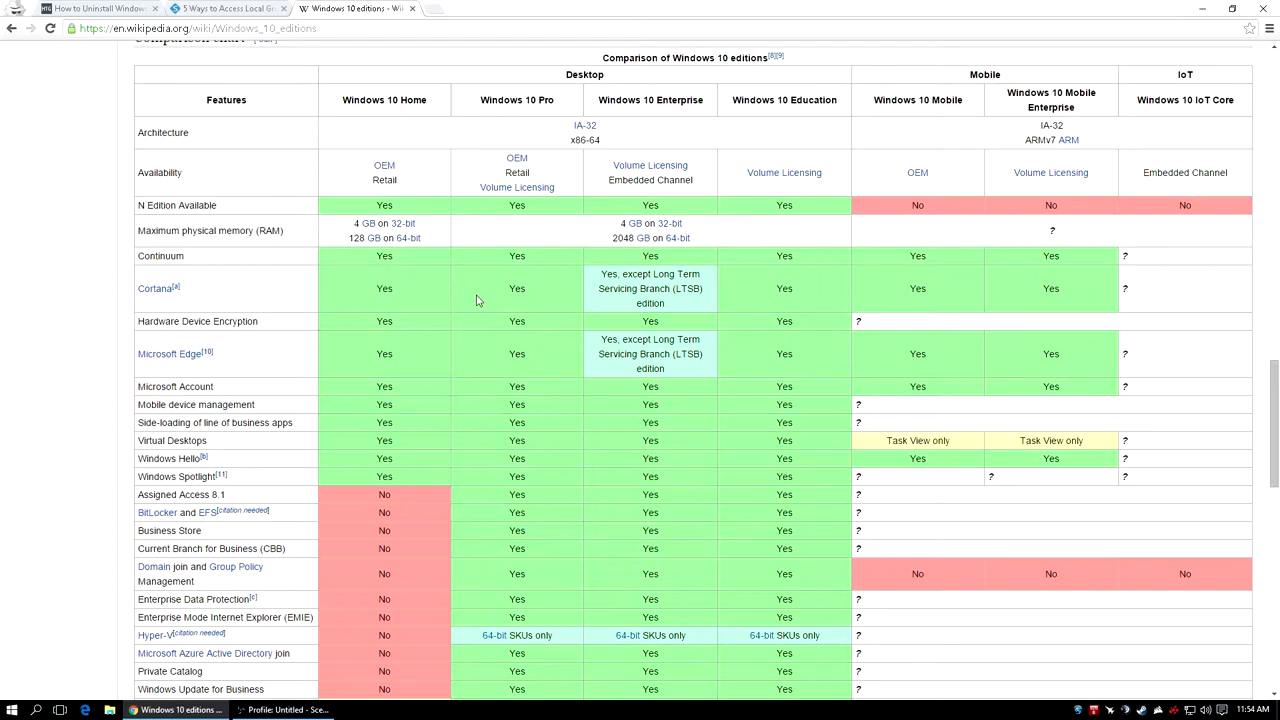 How to Uninstall Windows
5 Ways to Access Local Gr
Windows 10 editions - Wi
https://en.wikipedia.org/wiki/Windows_10_editions
Comparison of Windows 10 editions[8][9]
Desktop Mobile IoT
Features Windows 10 Home Windows 10 Pro Windows 10 Enterprise Windows 10 Education Windows 10 Mobile Windows 10 Mobile Enterprise Windows 10 IoT Core
Architecture IA-32 x86-64 IA-32 ARMv7 ARM
Availability OEM Retail OEM Retail Volume Licensing Volume Licensing Embedded Channel Volume Licensing OEM Volume Licensing Embedded Channel
N Edition Available Yes Yes Yes Yes No No No
Maximum physical memory (RAM) 4 GB on 32-bit 128 GB on 64-bit 4 GB on 32-bit 2048 GB on 64-bit ?
Continuum Yes Yes Yes Yes Yes Yes ?
Cortana[a] Yes Yes Yes, except Long Term Servicing Branch (LTSB) edition Yes Yes Yes ?
Hardware Device Encryption Yes Yes Yes Yes ?
Microsoft Edge[10] Yes Yes Yes, except Long Term Servicing Branch (LTSB) edition Yes Yes Yes ?
Microsoft Account Yes Yes Yes Yes Yes Yes ?
Mobile device management Yes Yes Yes Yes ?
Side-loading of line of business apps Yes Yes Yes Yes ?
Virtual Desktops Yes Yes Yes Yes Task View only Task View only ?
Windows Hello[b] Yes Yes Yes Yes Yes Yes ?
Windows Spotlight[11] Yes Yes Yes Yes ? ? ?
Assigned Access 8.1 No Yes Yes Yes ?
BitLocker and EFS[citation needed] No Yes Yes Yes ?
Business Store No Yes Yes Yes ?
Current Branch for Business (CBB) No Yes Yes Yes ?
Domain join and Group Policy Management No Yes Yes Yes No No No
Enterprise Data Protection[c] No Yes Yes Yes ?
Enterprise Mode Internet Explorer (EMIE) No Yes Yes Yes ?
Hyper-V[citation needed] No 64-bit SKUs only 64-bit SKUs only 64-bit SKUs only ?
Microsoft Azure Active Directory join No Yes Yes Yes ?
Private Catalog No Yes Yes Yes ?
Windows Update for Business No Yes Yes Yes ?
Windows 10 editions ... Profile: Untitled - Sce... 11:54 AM